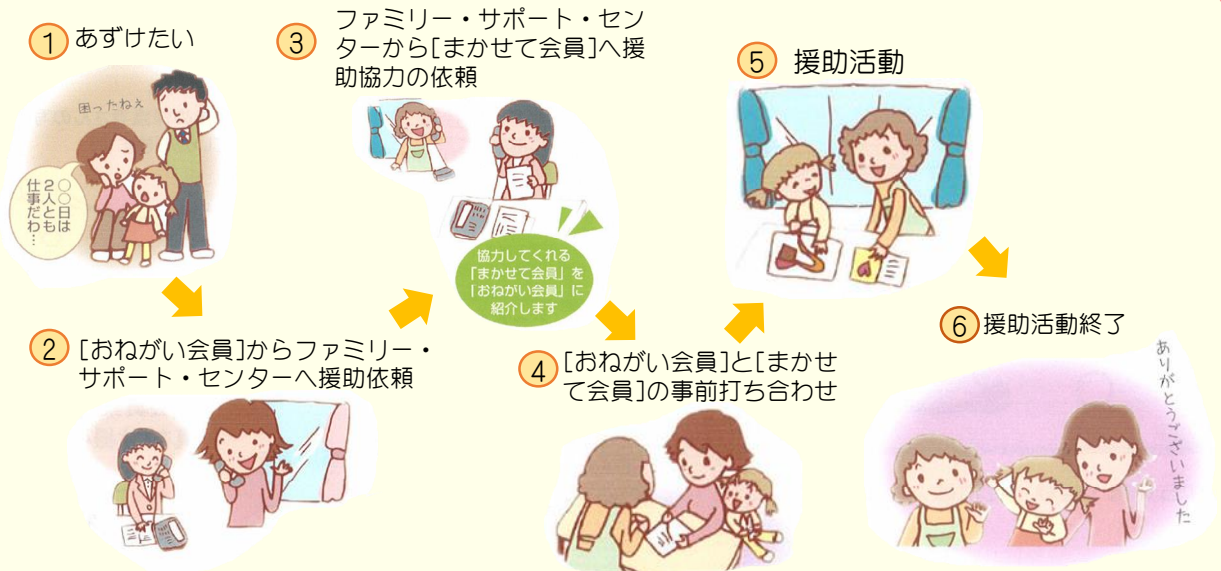 1 あずけたい
困ったねぇ
○○日は
2人とも
仕事だわ…
2 [おねがい会員]からファミリー・
サポート・センターへ援助依頼
3 ファミリー・サポート・セン
ターから[まかせて会員]へ援
助協力の依頼
協力してくれる
「まかせて会員」を
「おねがい会員」に
紹介します
4 [おねがい会員]と[まかせ
て会員]の事前打ち合わせ
5 援助活動
6 援助活動終了
ありがとうございました